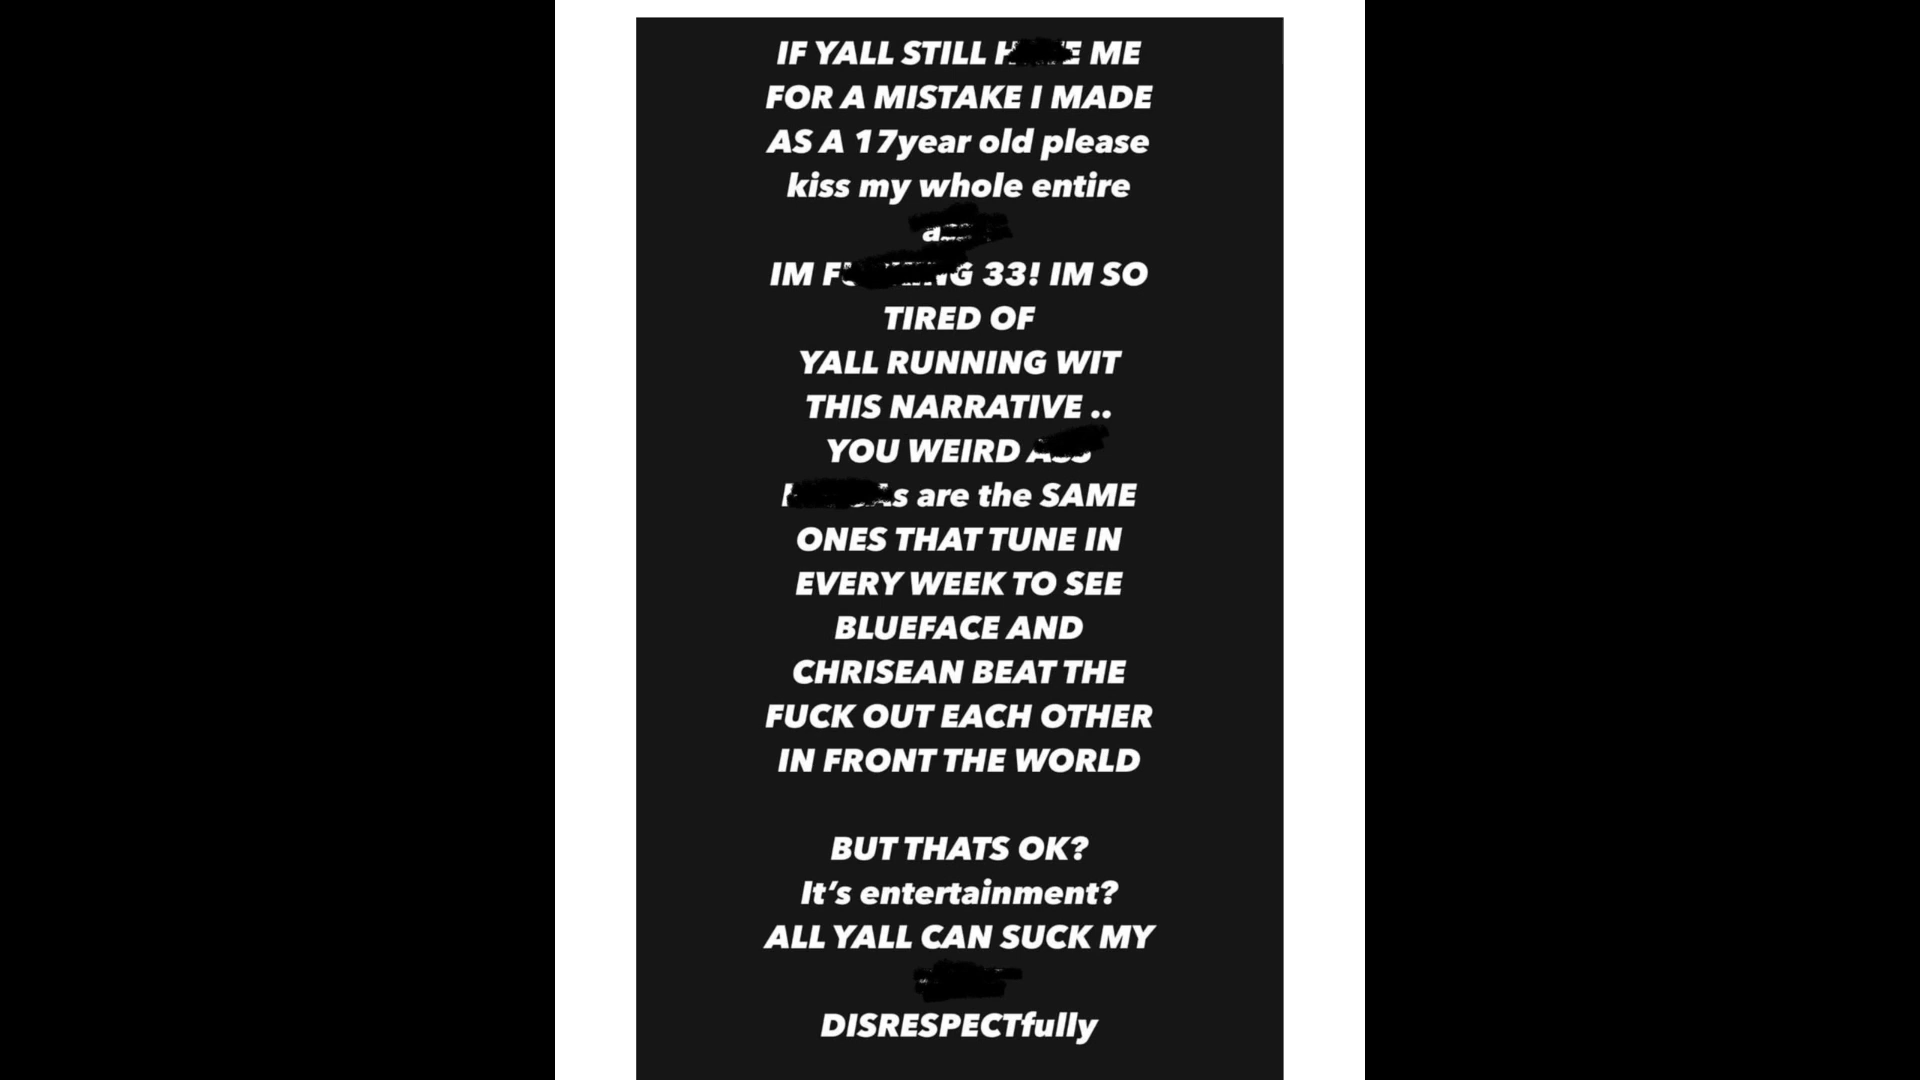 IF YALL STILL ME
FOR A MISTAKE I MADE
AS A 17year old please
kiss my whole entire
IM 33! IM SO
TIRED OF
YALL RUNNING WIT
THIS NARRATIVE ..
YOU WEIRD ASS
are the SAME
ONES THAT TUNE IN
EVERY WEEK TO SEE
BLUEFACE AND
CHRISEAN BEAT THE
FUCK OUT EACH OTHER
IN FRONT THE WORLD
BUT THATS OK?
It’s entertainment?
ALL YALL CAN SUCK MY
DISRESPECTfully